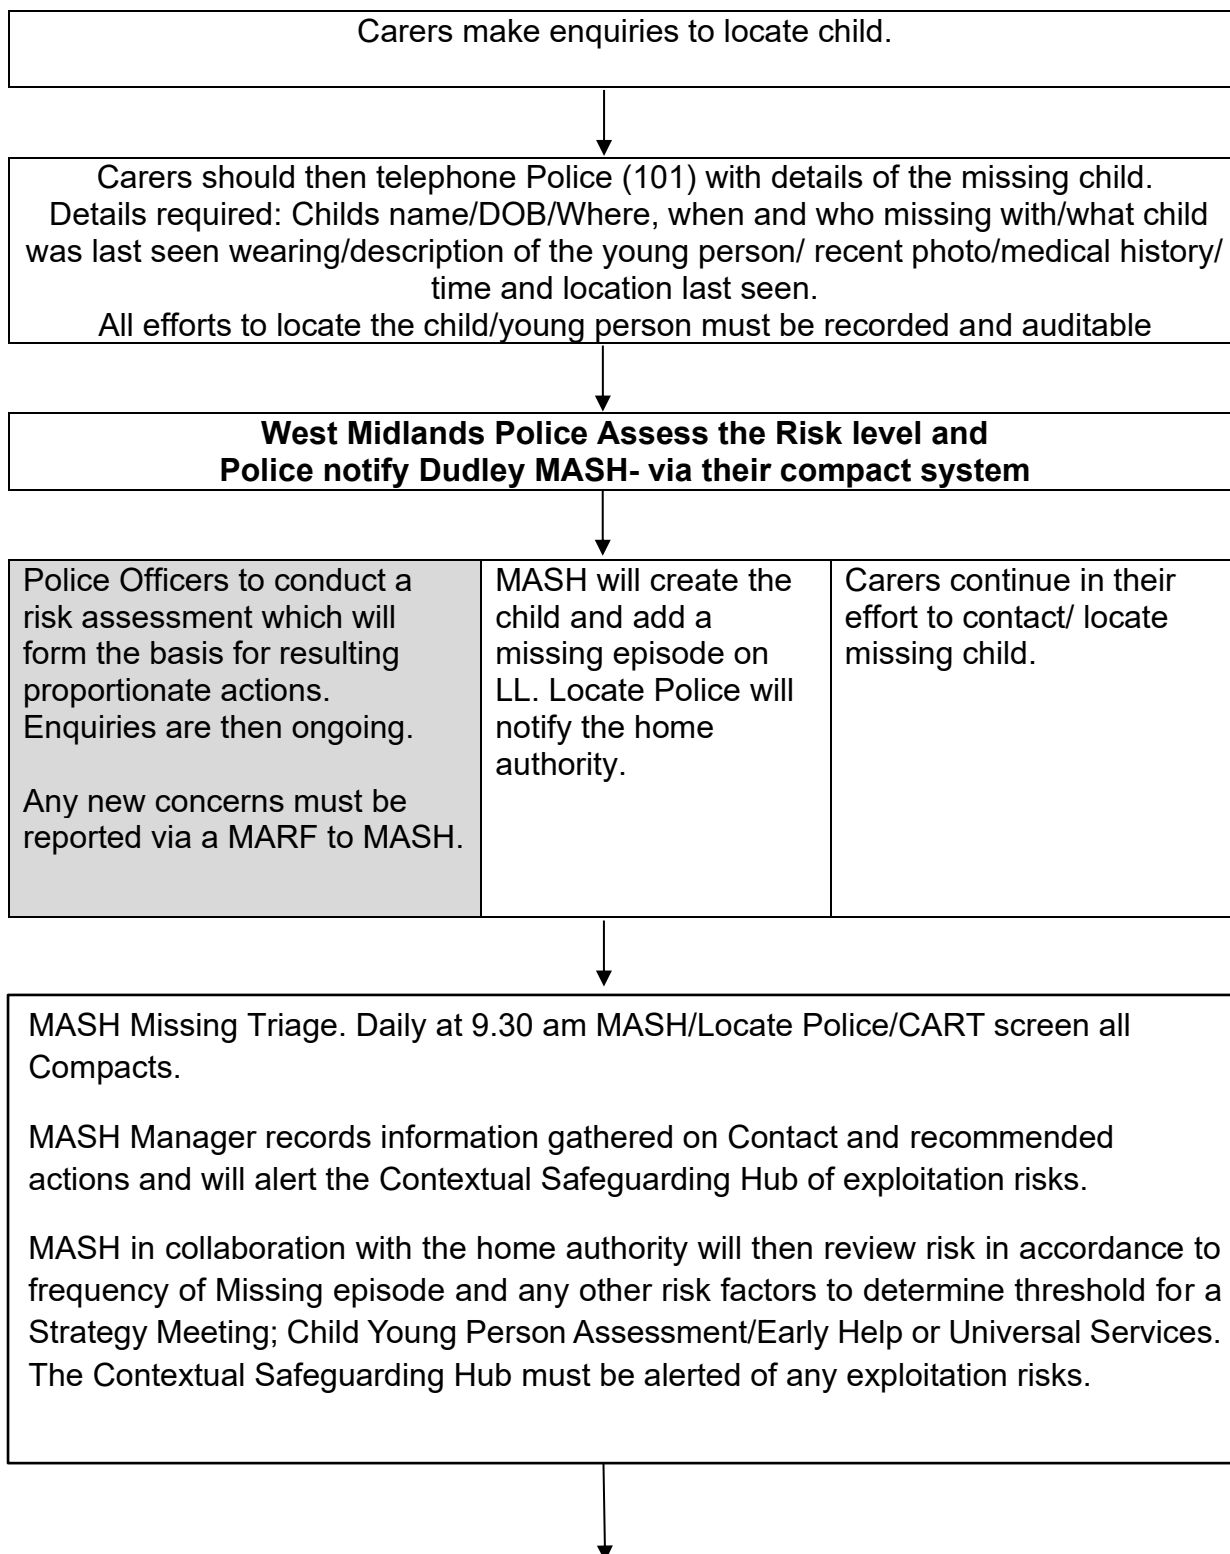 Carers make enquiries to locate child.
Carers should then telephone Police (101) with details of the missing child.
Details required: Childs name/DOB/Where, when and who missing with/what child
was last seen wearing/description of the young person/ recent photo/medical history/
time and location last seen.
All efforts to locate the child/young person must be recorded and auditable
West Midlands Police Assess the Risk level and
Police notify Dudley MASH- via their compact system
Police Officers to conduct a
risk assessment which will
form the basis for resulting
proportionate actions.
Enquiries are then ongoing.
Any new concerns must be
reported via a MARF to MASH.
MASH will create the
child and add a
missing episode on
LL. Locate Police will
notify the home
authority.
Carers continue in their
effort to contact/ locate
missing child.
MASH Missing Triage. Daily at 9.30 am MASH/Locate Police/CART screen all
Compacts.
MASH Manager records information gathered on Contact and recommended
actions and will alert the Contextual Safeguarding Hub of exploitation risks.
MASH in collaboration with the home authority will then review risk in accordance to
frequency of Missing episode and any other risk factors to determine threshold for a
Strategy Meeting; Child Young Person Assessment/Early Help or Universal Services.
The Contextual Safeguarding Hub must be alerted of any exploitation risks.